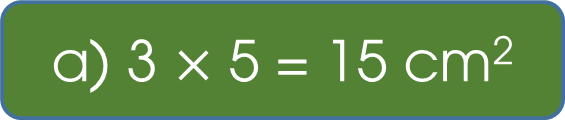 a) 3 × 5 = 15 cm²